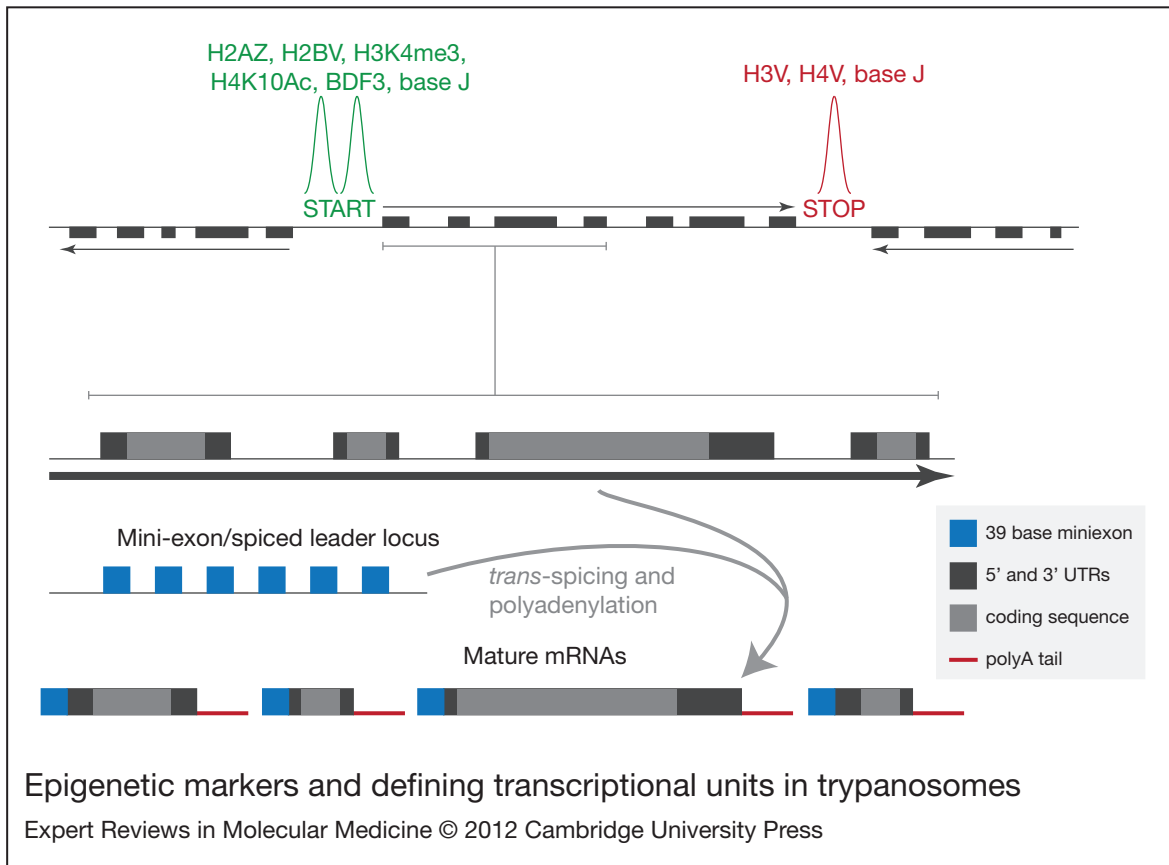 H2AZ, H2BV, H3K4me3,
H4K10Ac, BDF3, base J
H3V, H4V, base J
START
STOP
Mini-exon/spiced leader locus
trans-spicing and
polyadenylation
39 base miniexon
5’ and 3’ UTRs
coding sequence
polyA tail
Mature mRNAs
Epigenetic markers and defining transcriptional units in trypanosomes
Expert Reviews in Molecular Medicine © 2012 Cambridge University Press